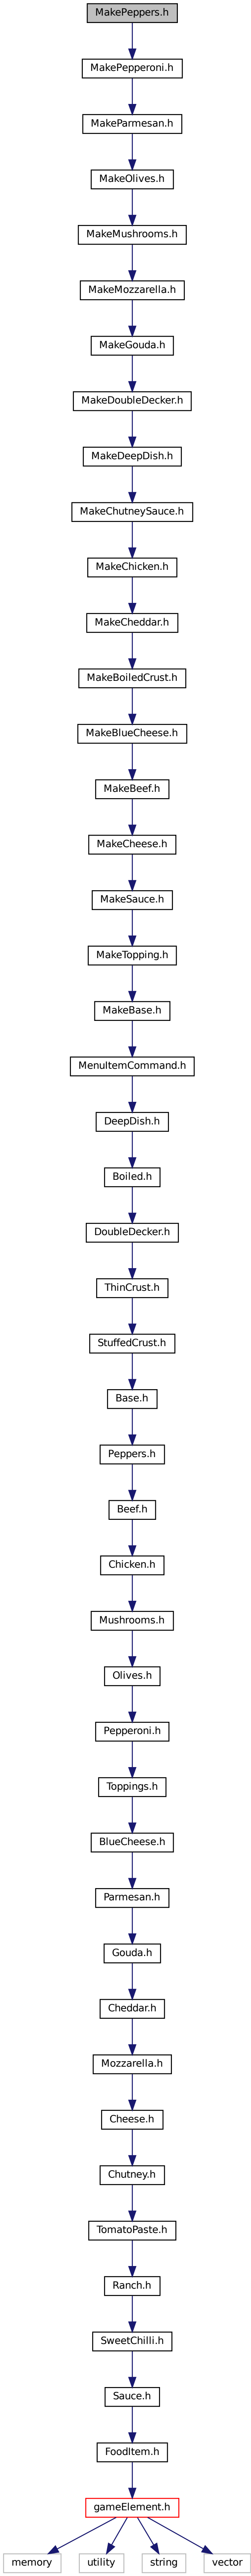 MakePeppers.h
MakePepperoni.h
MakeParmesan.h
MakeOlives.h
MakeMushrooms.h
MakeMozzarella.h
MakeGouda.h
MakeDoubleDecker.h
MakeDeepDish.h
MakeChutneySauce.h
MakeChicken.h
MakeCheddar.h
MakeBoiledCrust.h
MakeBlueCheese.h
MakeBeef.h
MakeCheese.h
MakeSauce.h
MakeTopping.h
MakeBase.h
MenuItemCommand.h
DeepDish.h
Boiled.h
DoubleDecker.h
ThinCrust.h
StuffedCrust.h
Base.h
Peppers.h
Beef.h
Chicken.h
Mushrooms.h
Olives.h
Pepperoni.h
Toppings.h
BlueCheese.h
Parmesan.h
Gouda.h
Cheddar.h
Mozzarella.h
Cheese.h
Chutney.h
TomatoPaste.h
Ranch.h
SweetChilli.h
Sauce.h
FoodItem.h
gameElement.h
memory utility string vector